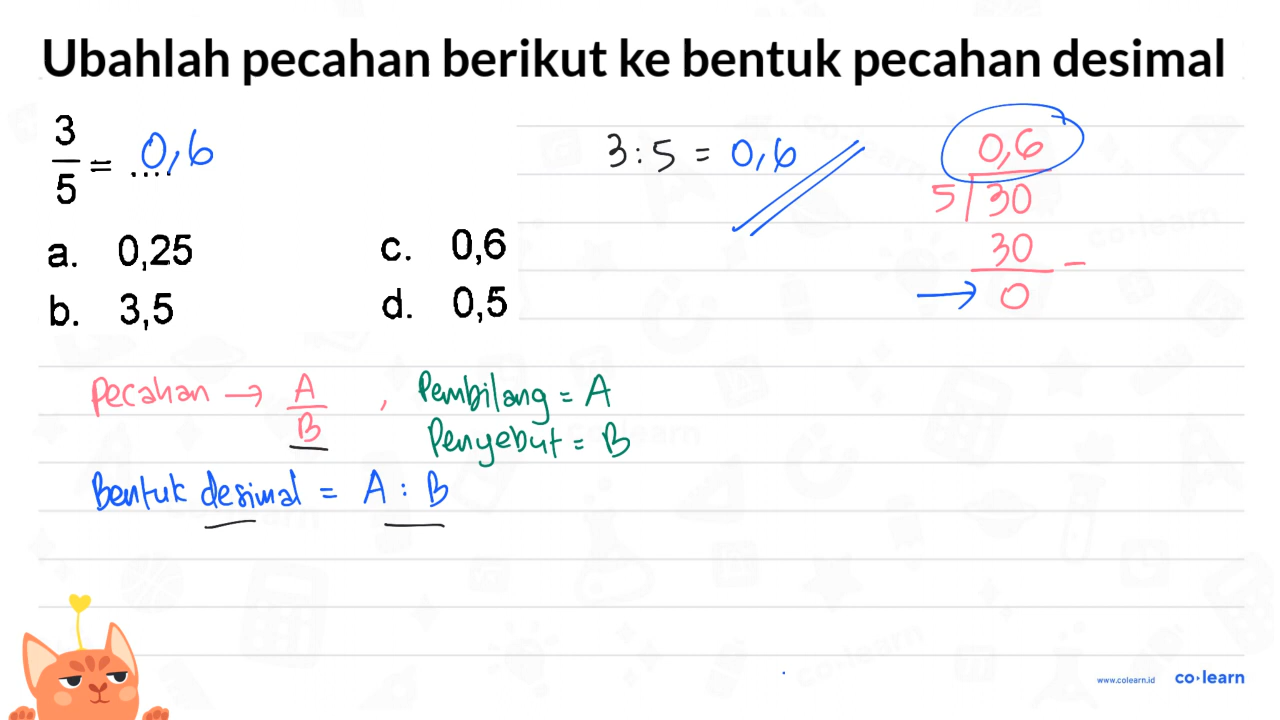 Ubahlah pecahan berikut ke bentuk pecahan desimal
3/5 = .... 0,6
a. 0,25
b. 3,5
c. 0,6
d. 0,5
3 : 5 = 0,6
0,6
5 | 30
30 –
→ 0
Pecahan → A/B , Pembilang = A
Penyebut = B
Bentuk desimal = A : B
www.colearn.id co·learn